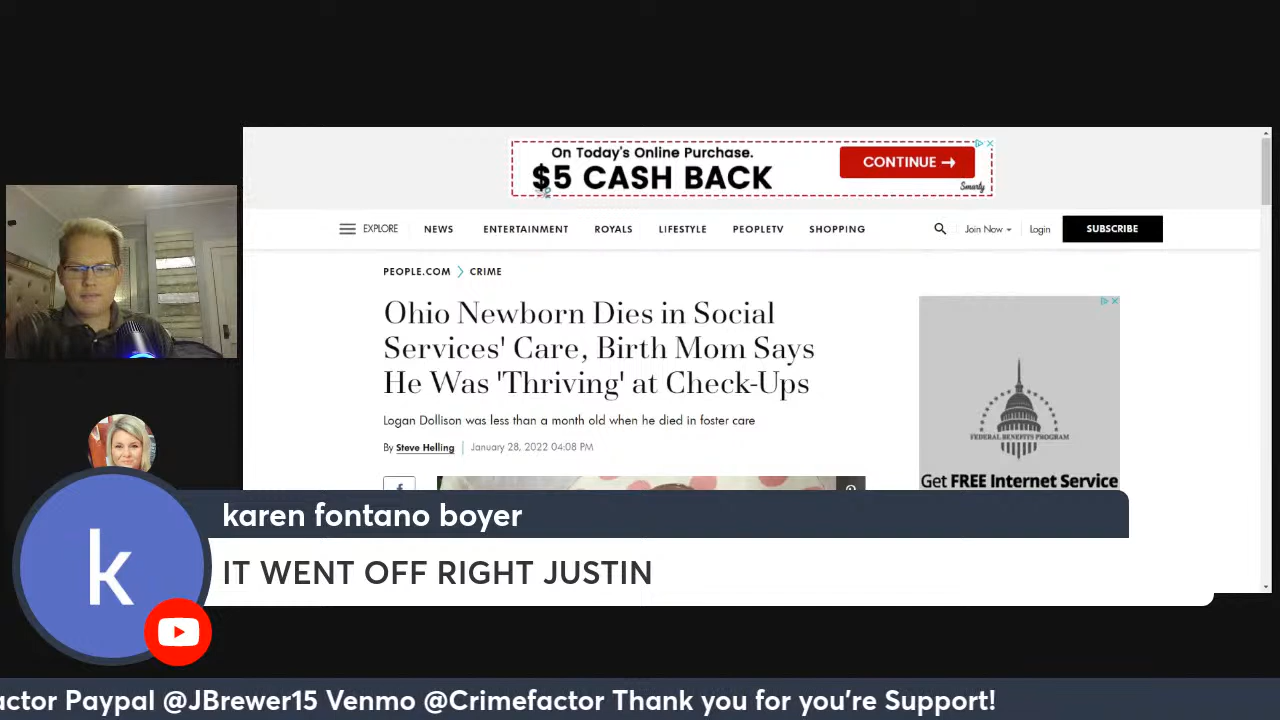 On Today's Online Purchase.
$5 CASH BACK
CONTINUE →
Smarty
EXPLORE NEWS ENTERTAINMENT ROYALS LIFESTYLE PEOPLETV SHOPPING Join Now Login SUBSCRIBE
PEOPLE.COM > CRIME
Ohio Newborn Dies in Social
Services' Care, Birth Mom Says
He Was 'Thriving' at Check-Ups
Logan Dollison was less than a month old when he died in foster care
By Steve Helling | January 28, 2022 04:08 PM
FEDERAL BENEFITS PROGRAM
Get FREE Internet Service
k
karen fontano boyer
IT WENT OFF RIGHT JUSTIN
actor Paypal @JBrewer15 Venmo @Crimefactor Thank you for you're Support!